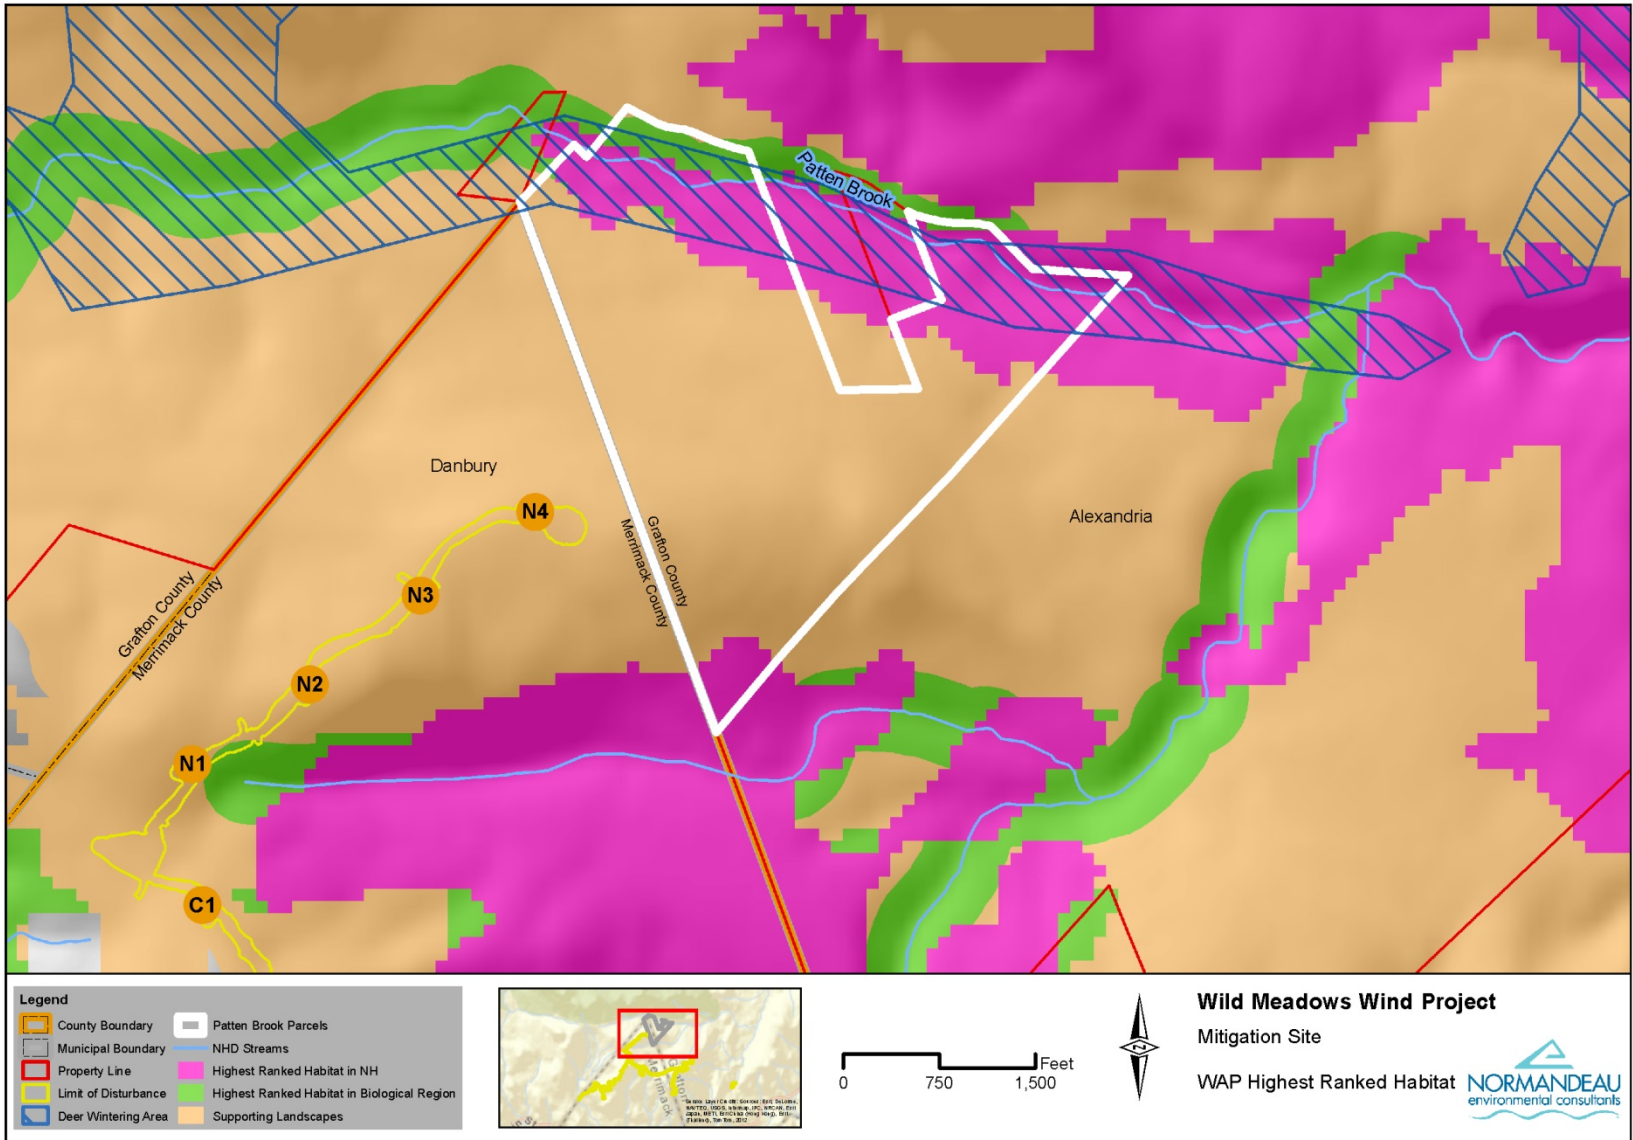 Patten Brook
Danbury
Alexandria
N4
N3
N2
N1
C1
Grafton County
Merrimack County
Grafton County
Merrimack County
Legend
County Boundary
Municipal Boundary
Property Line
Limit of Disturbance
Deer Wintering Area
Patten Brook Parcels
NHD Streams
Highest Ranked Habitat in NH
Highest Ranked Habitat in Biological Region
Supporting Landscapes
Merrimack
Grafton
0 750 1,500 Feet
N
Wild Meadows Wind Project
Mitigation Site
WAP Highest Ranked Habitat
NORMANDEAU
environmental consultants